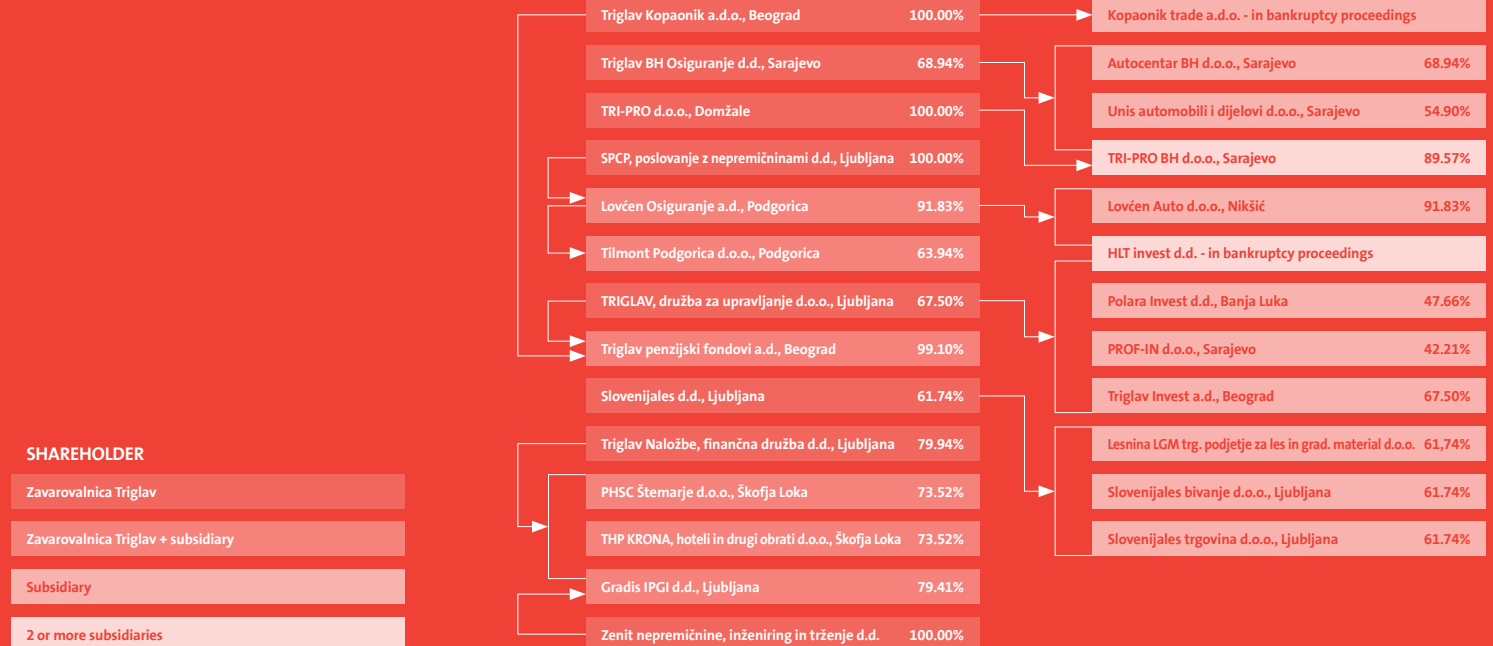 Triglav Kopaonik a.d.o., Beograd 100.00%
Triglav BH Osiguranje d.d., Sarajevo 68.94%
TRI-PRO d.o.o., Domžale 100.00%
SPCP, poslovanje z nepremičninami d.d., Ljubljana 100.00%
Lovćen Osiguranje a.d., Podgorica 91.83%
Tilmont Podgorica d.o.o., Podgorica 63.94%
TRIGLAV, družba za upravljanje d.o.o., Ljubljana 67.50%
Triglav penzijski fondovi a.d., Beograd 99.10%
Slovenijales d.d., Ljubljana 61.74%
Triglav Naložbe, finančna družba d.d., Ljubljana 79.94%
PHSC Štemarje d.o.o., Škofja Loka 73.52%
THP KRONA, hoteli in drugi obrati d.o.o., Škofja Loka 73.52%
Gradis IPGI d.d., Ljubljana 79.41%
Zenit nepremičnine, inženiring in trženje d.d. 100.00%
Kopaonik trade a.d.o. - in bankruptcy proceedings
Autocentar BH d.o.o., Sarajevo 68.94%
Unis automobili i dijelovi d.o.o., Sarajevo 54.90%
TRI-PRO BH d.o.o., Sarajevo 89.57%
Lovćen Auto d.o.o., Nikšić 91.83%
HLT invest d.d. - in bankruptcy proceedings
Polara Invest d.d., Banja Luka 47.66%
PROF-IN d.o.o., Sarajevo 42.21%
Triglav Invest a.d., Beograd 67.50%
Lesnina LGM trg. podjetje za les in grad. material d.o.o. 61,74%
Slovenijales bivanje d.o.o., Ljubljana 61.74%
Slovenijales trgovina d.o.o., Ljubljana 61.74%
SHAREHOLDER
Zavarovalnica Triglav
Zavarovalnica Triglav + subsidiary
Subsidiary
2 or more subsidiaries